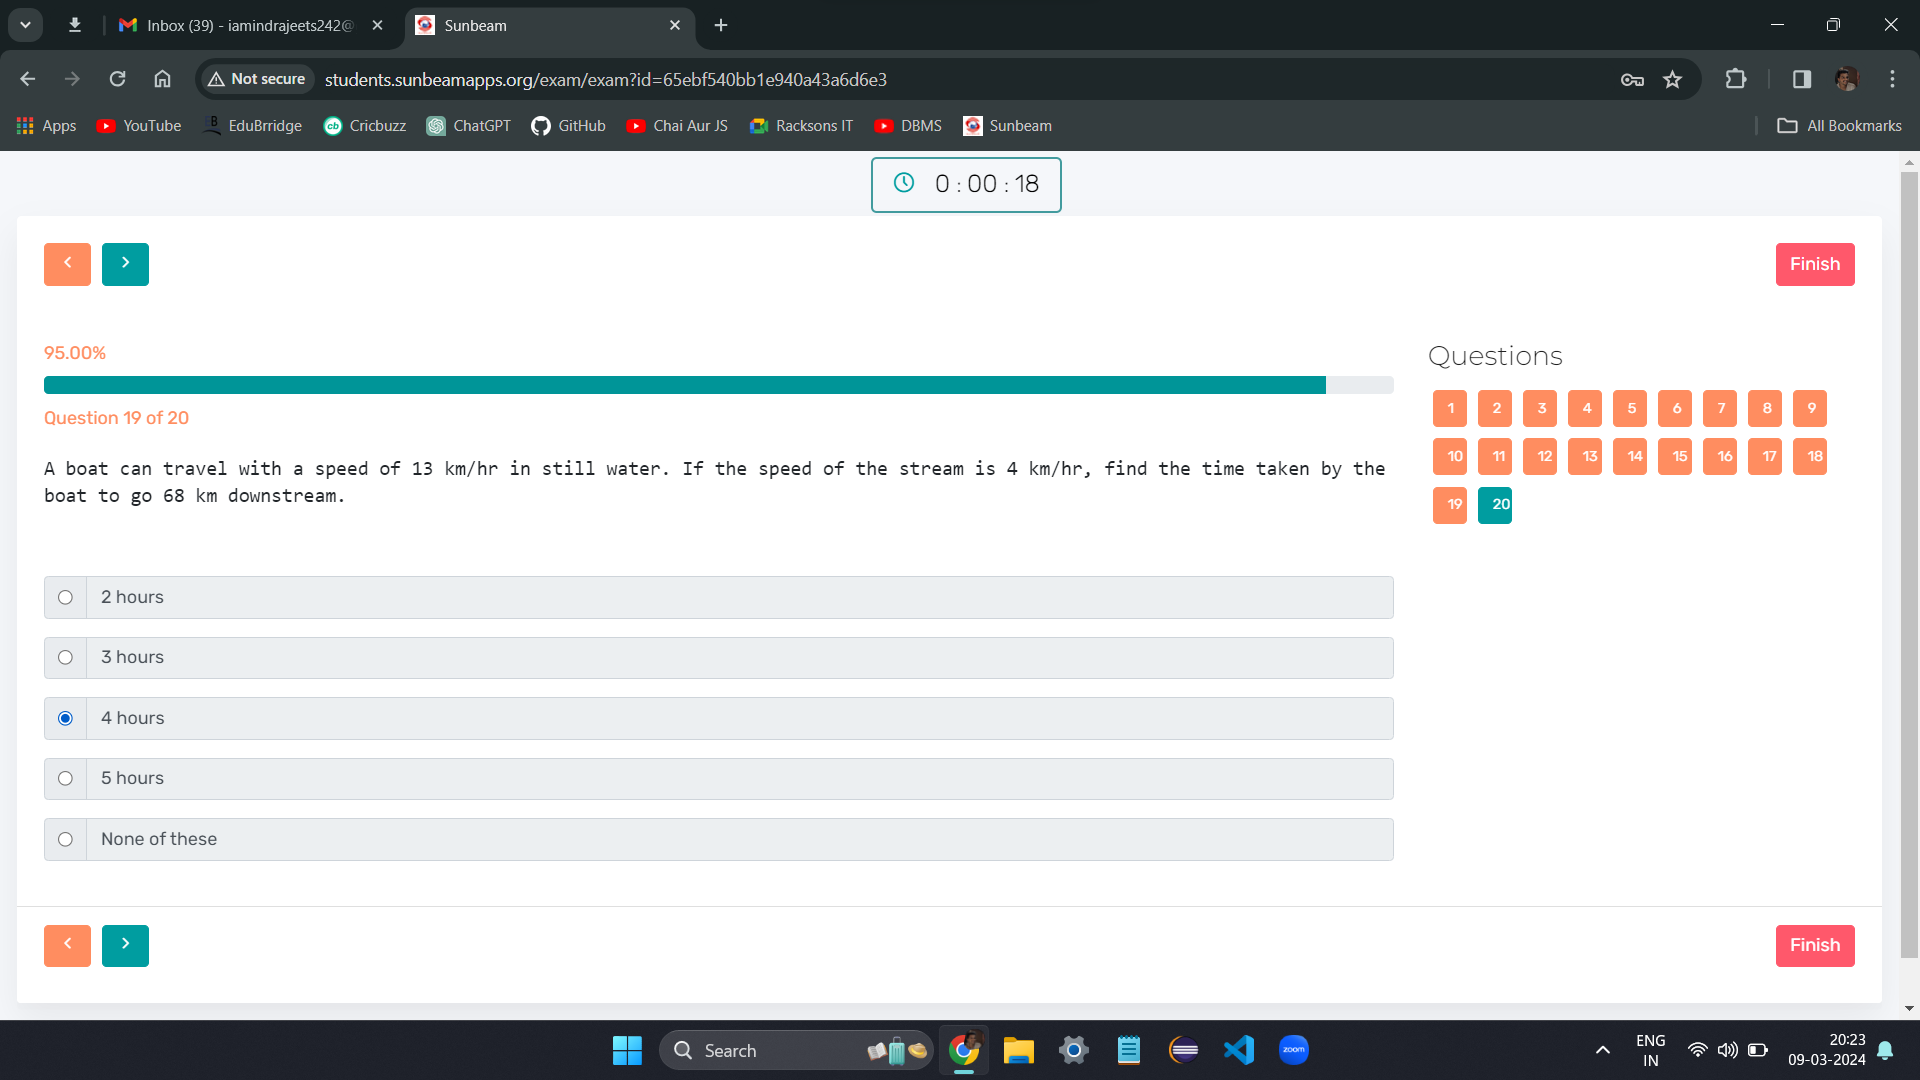 Inbox (39) - iamindrajeets242@
Sunbeam
Not secure
students.sunbeamapps.org/exam/exam?id=65ebf540bb1e940a43a6d6e3
Apps
YouTube
EduBrridge
Cricbuzz
ChatGPT
GitHub
Chai Aur JS
Racksons IT
DBMS
Sunbeam
All Bookmarks
0 : 00 : 18
Finish
95.00%
Question 19 of 20
A boat can travel with a speed of 13 km/hr in still water. If the speed of the stream is 4 km/hr, find the time taken by the
boat to go 68 km downstream.
2 hours
3 hours
4 hours
5 hours
None of these
Questions
1 2 3 4 5 6 7 8 9
10 11 12 13 14 15 16 17 18
19 20
Finish
Search
zoom
ENG
IN
20:23
09-03-2024